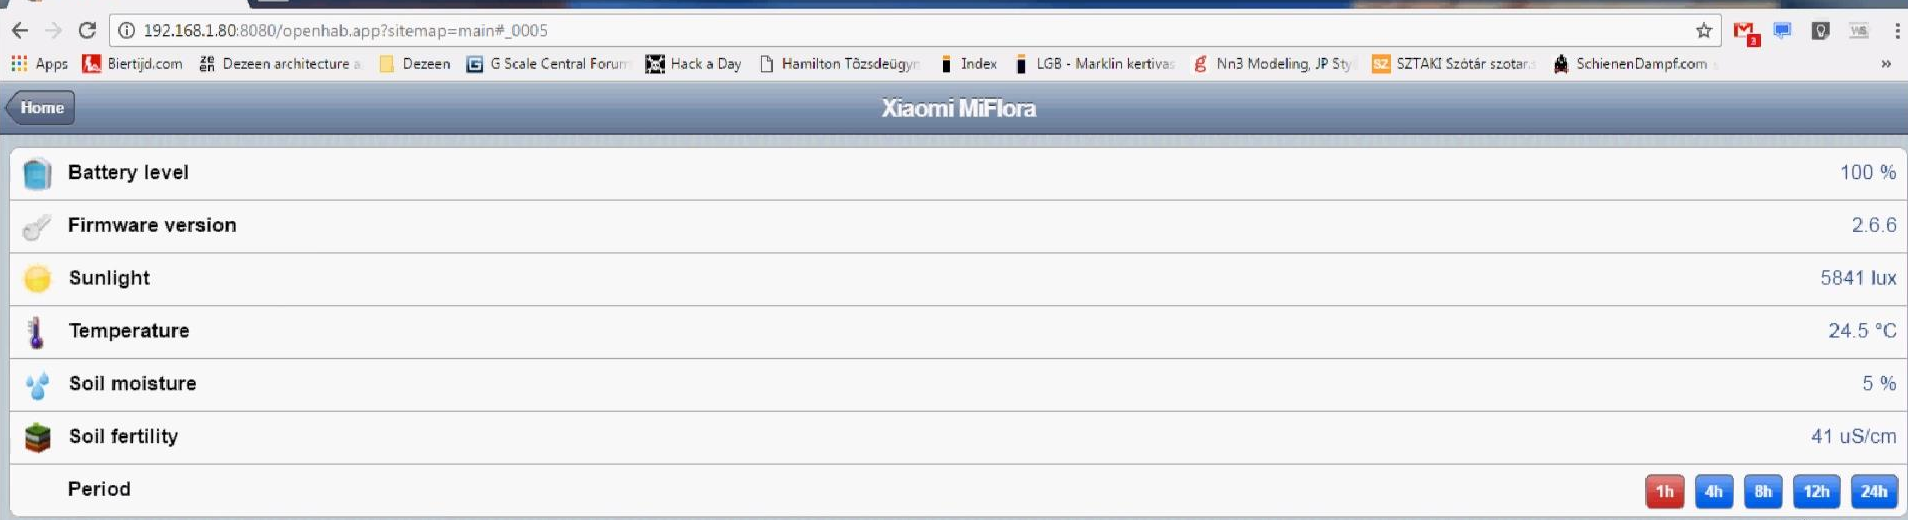 192.168.1.80:8080/openhab.app?sitemap=main#_0005
3
Apps Biertijd.com Dezeen architecture a Dezeen G Scale Central Forum Hack a Day Hamilton Tőzsdeügyn Index LGB - Marklin kertivas Nn3 Modeling, JP Sty SZ SZTAKI Szótár szotar.s SchienenDampf.com »
Home Xiaomi MiFlora
Battery level 100 %
Firmware version 2.6.6
Sunlight 5841 lux
Temperature 24.5 °C
Soil moisture 5 %
Soil fertility 41 uS/cm
Period 1h 4h 8h 12h 24h